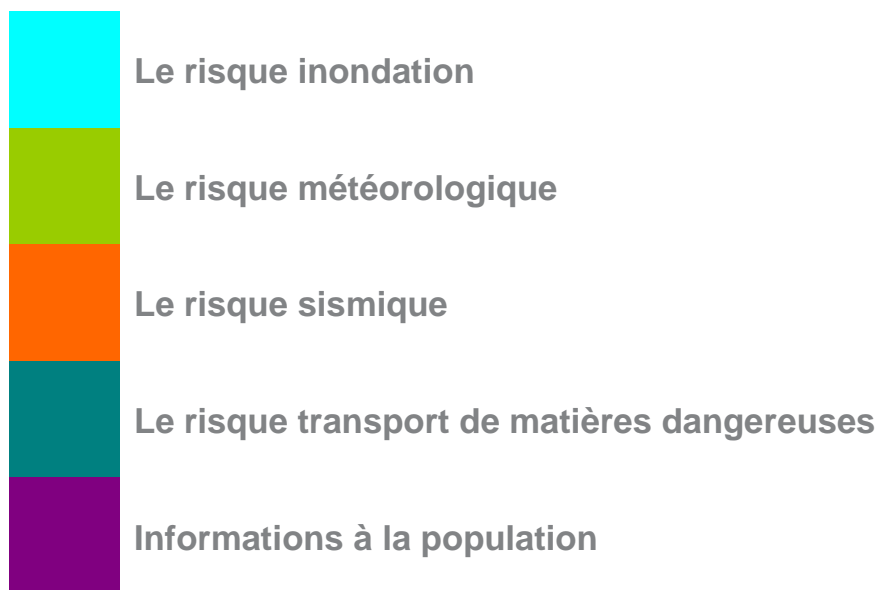 Le risque inondation
Le risque météorologique
Le risque sismique
Le risque transport de matières dangereuses
Informations à la population